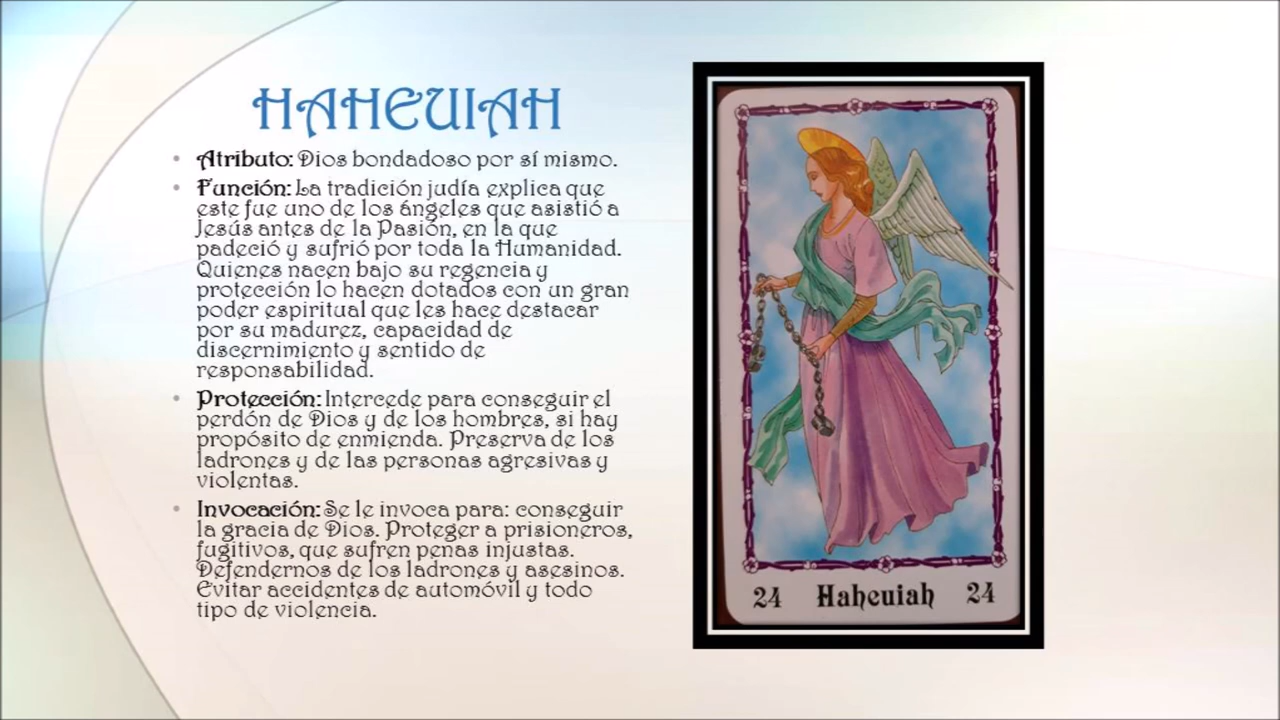 HAHEUIAH
Atributo: Dios bondadoso por sí mismo.
Función: La tradición judía explica que
este fue uno de los ángeles que asistió a
Jesús antes de la Pasión, en la que
padeció y sufrió por toda la Humanidad.
Quienes nacen bajo su regencia y
protección lo hacen dotados con un gran
poder espiritual que les hace destacar
por su madurez, capacidad de
discernimiento y sentido de
responsabilidad.
Protección: Intercede para conseguir el
perdón de Dios y de los hombres, si hay
propósito de enmienda. Preserva de los
ladrones y de las personas agresivas y
violentas.
Invocación: Se le invoca para: conseguir
la gracia de Dios. Proteger a prisioneros,
fugitivos, que sufren penas injustas.
Defendernos de los ladrones y asesinos.
Evitar accidentes de automóvil y todo
tipo de violencia.
24 Haheuiah 24